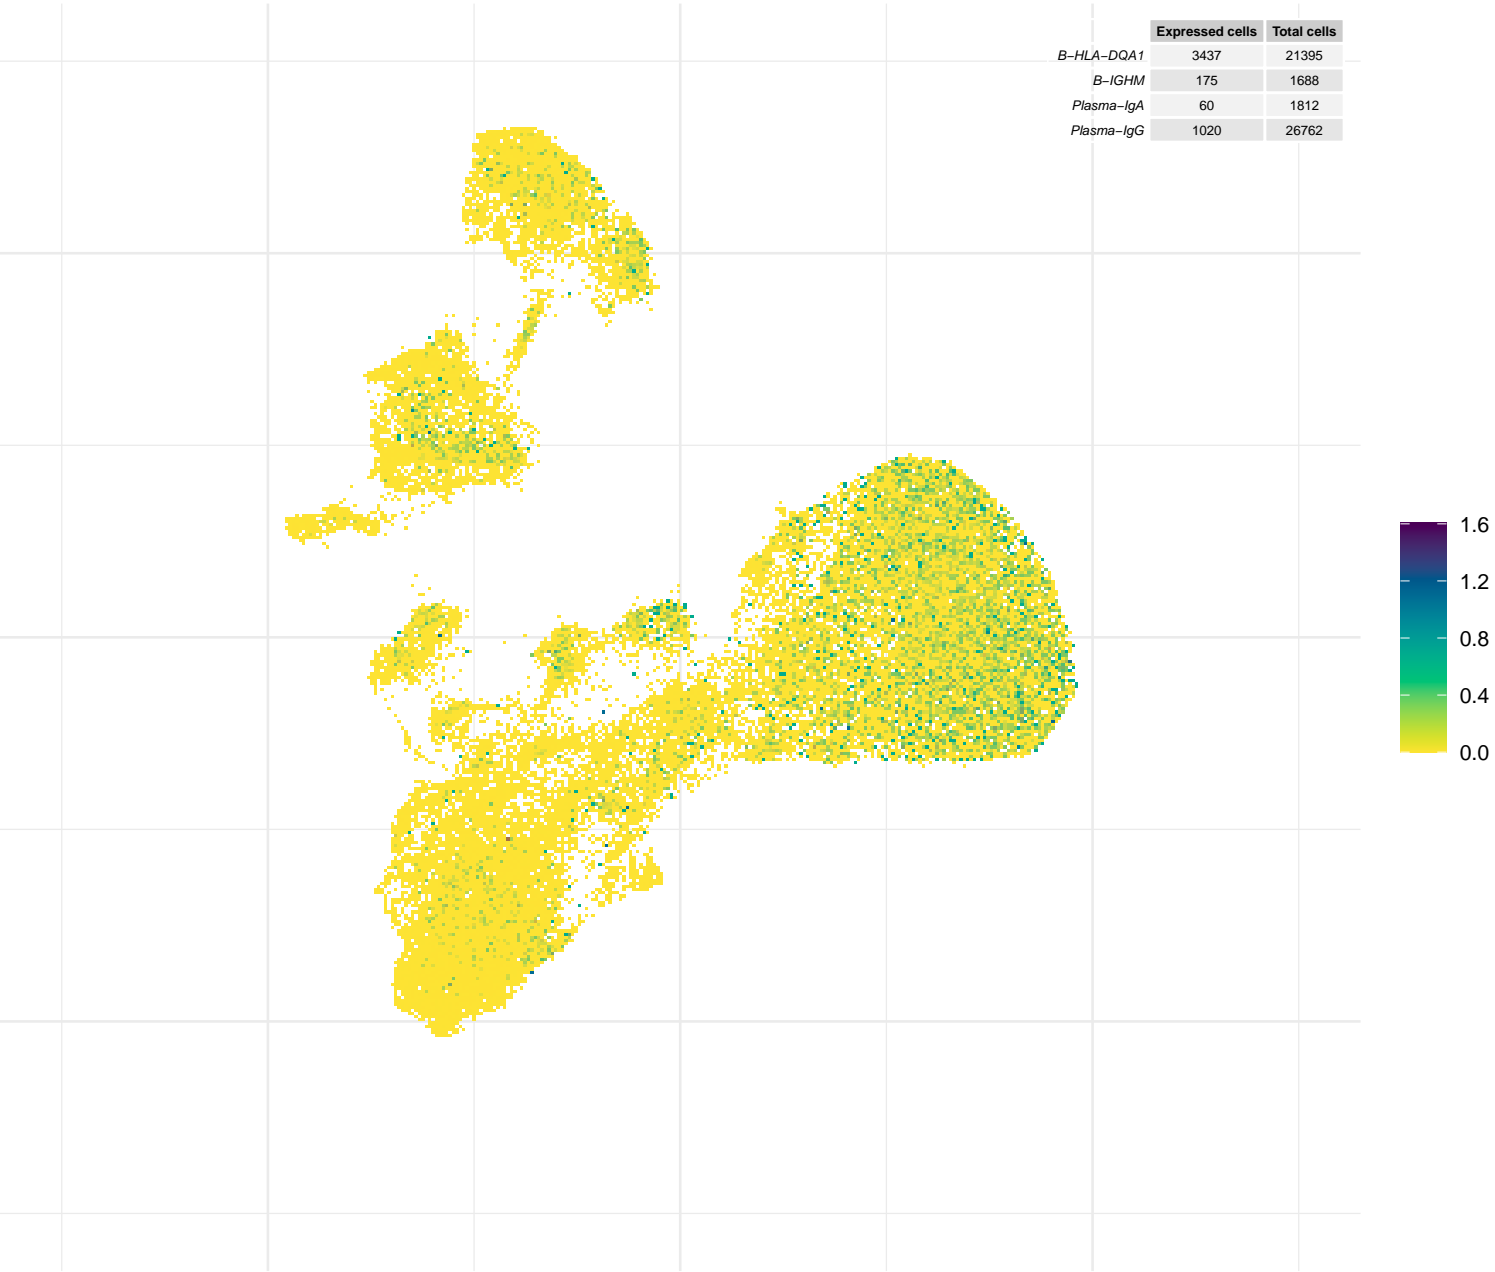 Expressed cells Total cells
B−HLA−DQA1 3437 21395
B−IGHM 175 1688
Plasma−IgA 60 1812
Plasma−IgG 1020 26762
1.6
1.2
0.8
0.4
0.0